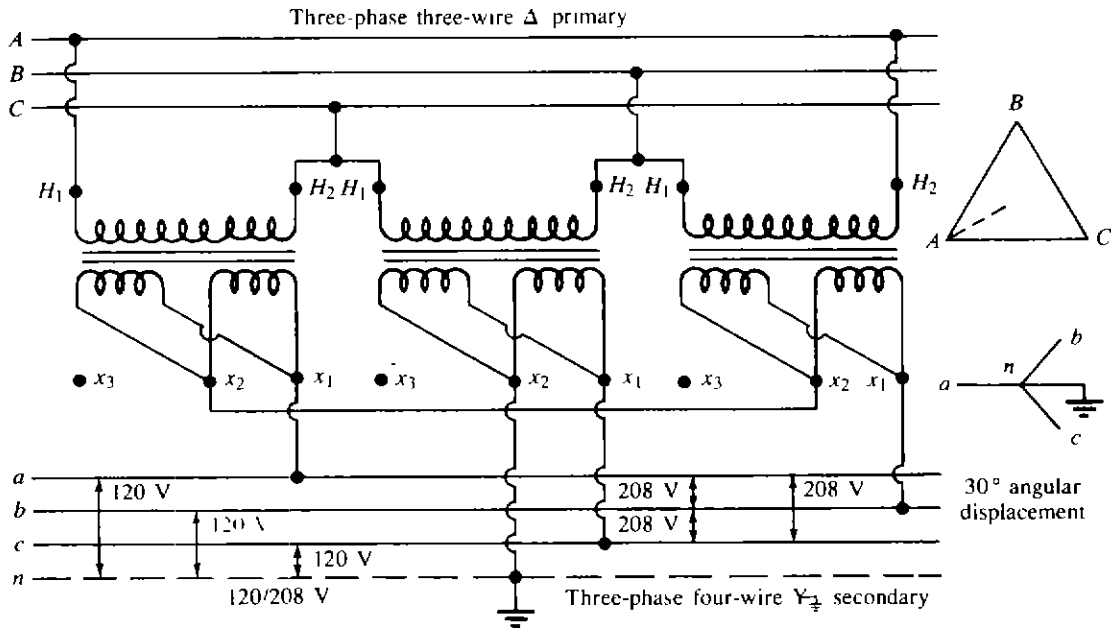 Three-phase three-wire Δ primary
A
B
C
H₁ H₂ H₁ H₂ H₁ H₂
B
A C
x₃ x₂ x₁ x₃ x₂ x₁ x₃ x₂ x₁
b
a n
c
a 120 V 208 V 208 V
b 120 V 208 V
c 120 V
n
30° angular
displacement
120/208 V Three-phase four-wire Y⏚ secondary